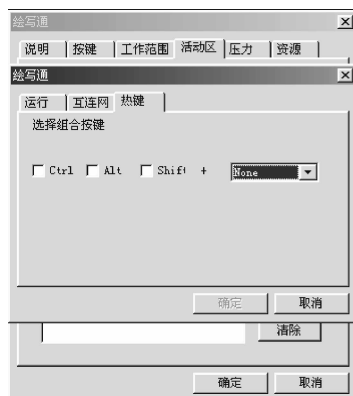 绘写通
说明 按键 工作范围 活动区 压力 资源
绘写通
运行 互连网 热键
选择组合按键
Ctrl Alt Shift + None
确定 取消
清除
确定 取消